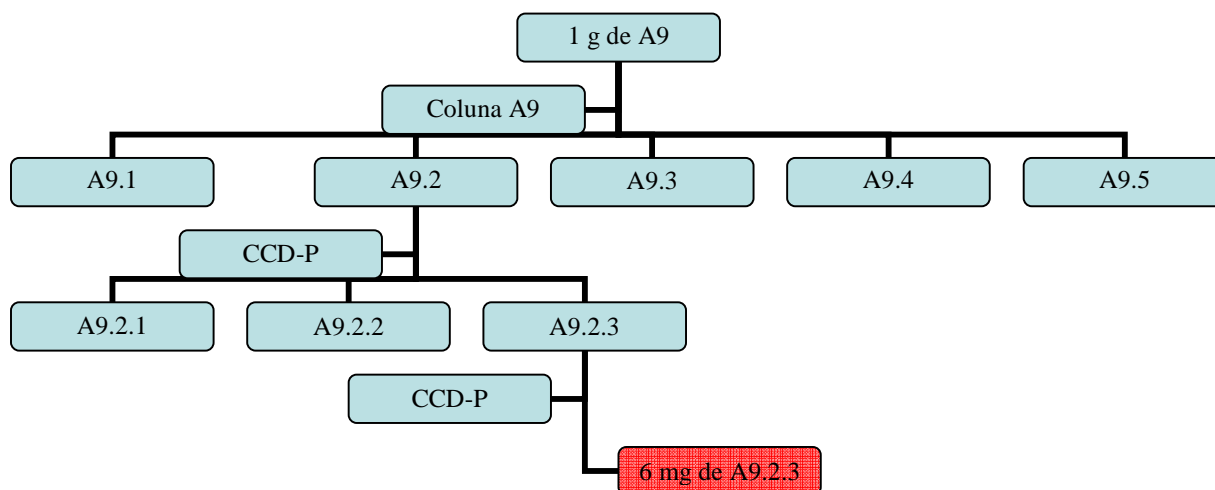 1 g de A9
Coluna A9
A9.1
A9.2
A9.3
A9.4
A9.5
CCD-P
A9.2.1
A9.2.2
A9.2.3
CCD-P
6 mg de A9.2.3